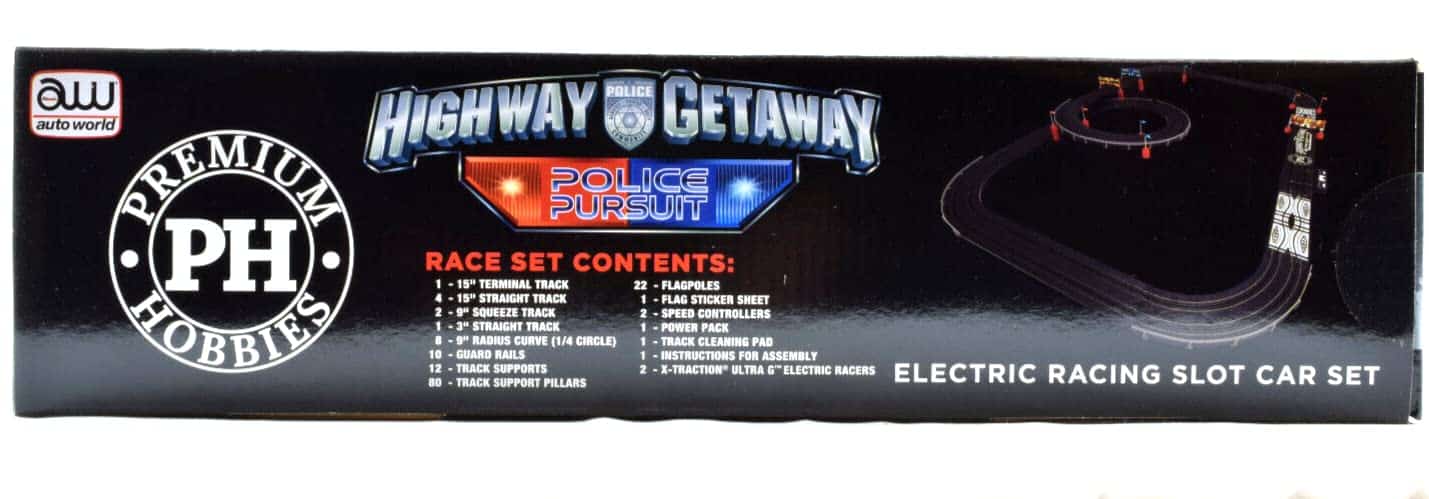 aw
auto world
PREMIUM
PH
HOBBIES
HIGHWAY POLICE GETAWAY
POLICE
PURSUIT
RACE SET CONTENTS:
1 - 15" TERMINAL TRACK
4 - 15" STRAIGHT TRACK
2 - 9" SQUEEZE TRACK
1 - 3" STRAIGHT TRACK
8 - 9" RADIUS CURVE (1/4 CIRCLE)
10 - GUARD RAILS
12 - TRACK SUPPORTS
80 - TRACK SUPPORT PILLARS
22 - FLAGPOLES
1 - FLAG STICKER SHEET
2 - SPEED CONTROLLERS
1 - POWER PACK
1 - TRACK CLEANING PAD
1 - INSTRUCTIONS FOR ASSEMBLY
2 - X-TRACTION® ULTRA G™ ELECTRIC RACERS
ELECTRIC RACING SLOT CAR SET